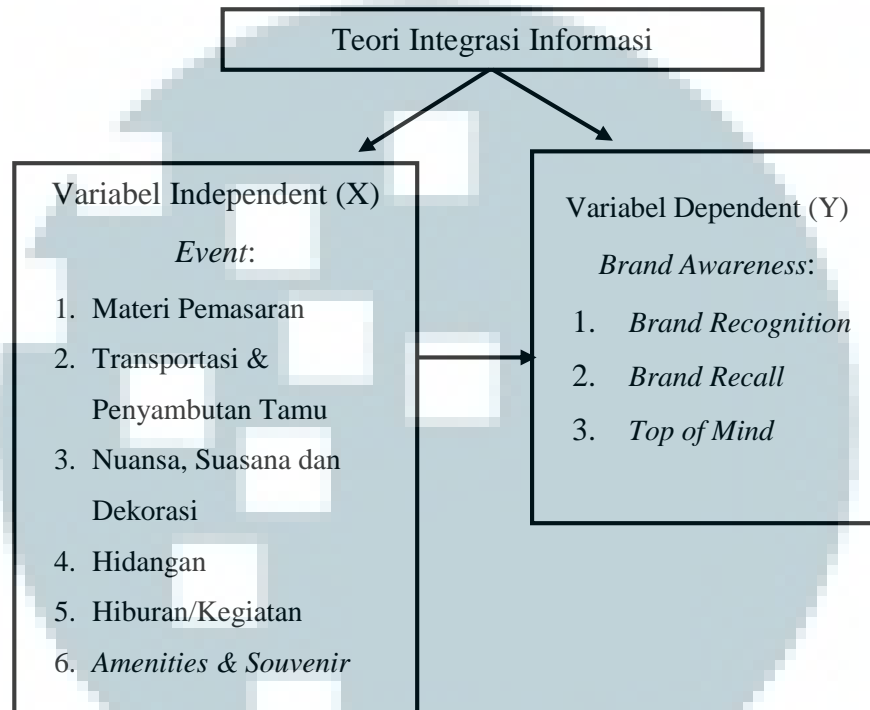 Teori Integrasi Informasi
Variabel Independent (X)
Event:
1. Materi Pemasaran
2. Transportasi &
Penyambutan Tamu
3. Nuansa, Suasana dan
Dekorasi
4. Hidangan
5. Hiburan/Kegiatan
6. Amenities & Souvenir
Variabel Dependent (Y)
Brand Awareness:
1. Brand Recognition
2. Brand Recall
3. Top of Mind